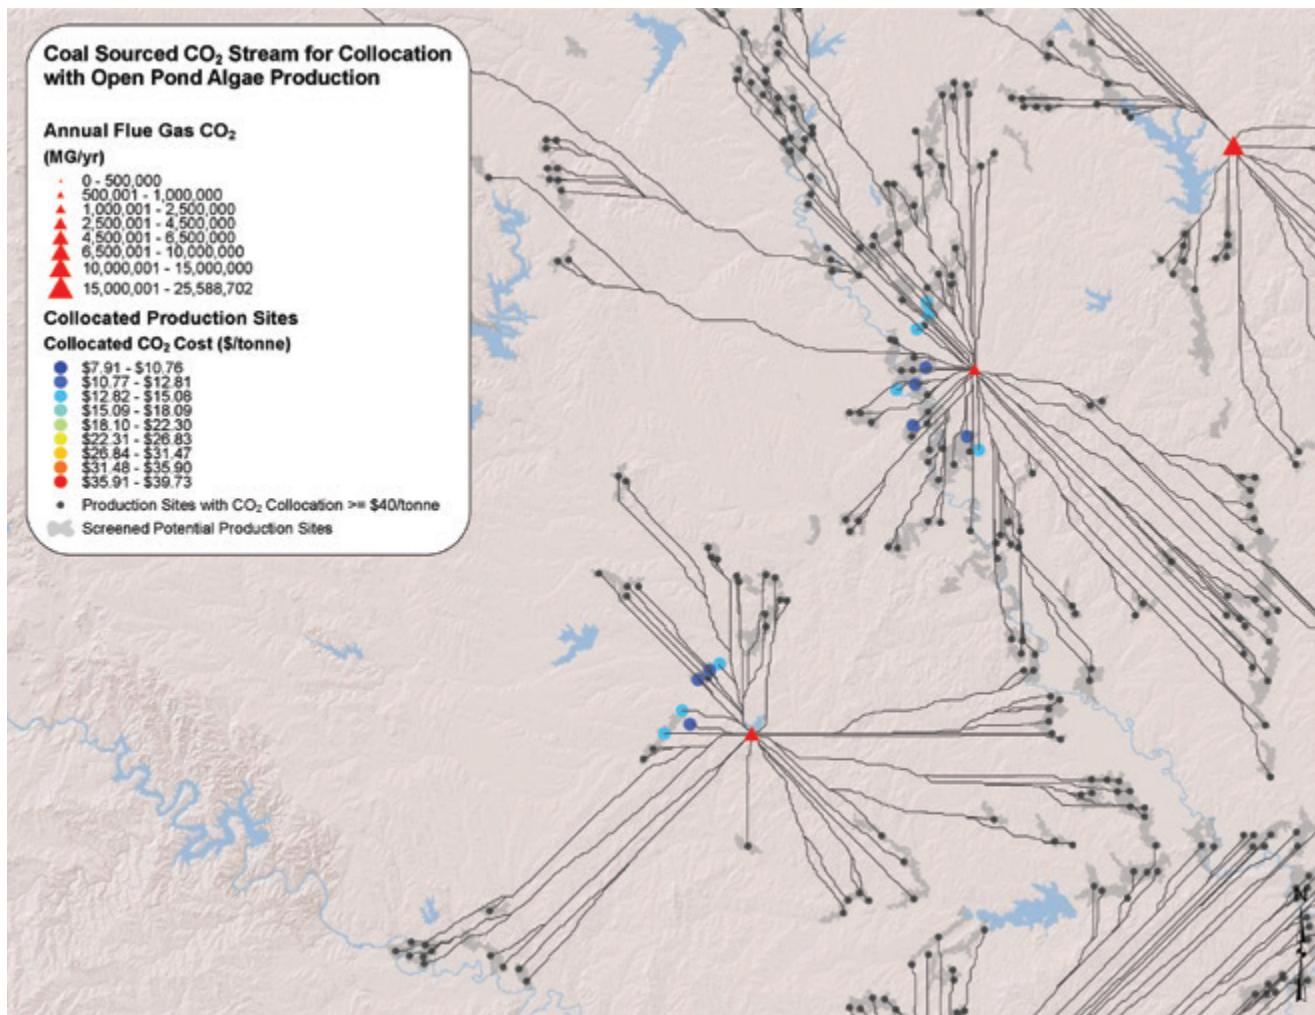 Coal Sourced CO₂ Stream for Collocation
with Open Pond Algae Production
Annual Flue Gas CO₂
(MG/yr)
0 - 500,000
500,001 - 1,000,000
1,000,001 - 2,500,000
2,500,001 - 4,500,000
4,500,001 - 6,500,000
6,500,001 - 10,000,000
10,000,001 - 15,000,000
15,000,001 - 25,588,702
Collocated Production Sites
Collocated CO₂ Cost ($/tonne)
$7.91 - $10.76
$10.77 - $12.81
$12.82 - $15.08
$15.09 - $18.09
$18.10 - $22.30
$22.31 - $26.83
$26.84 - $31.47
$31.48 - $35.90
$35.91 - $39.73
Production Sites with CO₂ Collocation >= $40/tonne
Screened Potential Production Sites